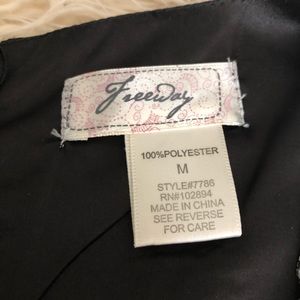 Freeway
100%POLYESTER
M
STYLE#7786
RN#102894
MADE IN CHINA
SEE REVERSE
FOR CARE